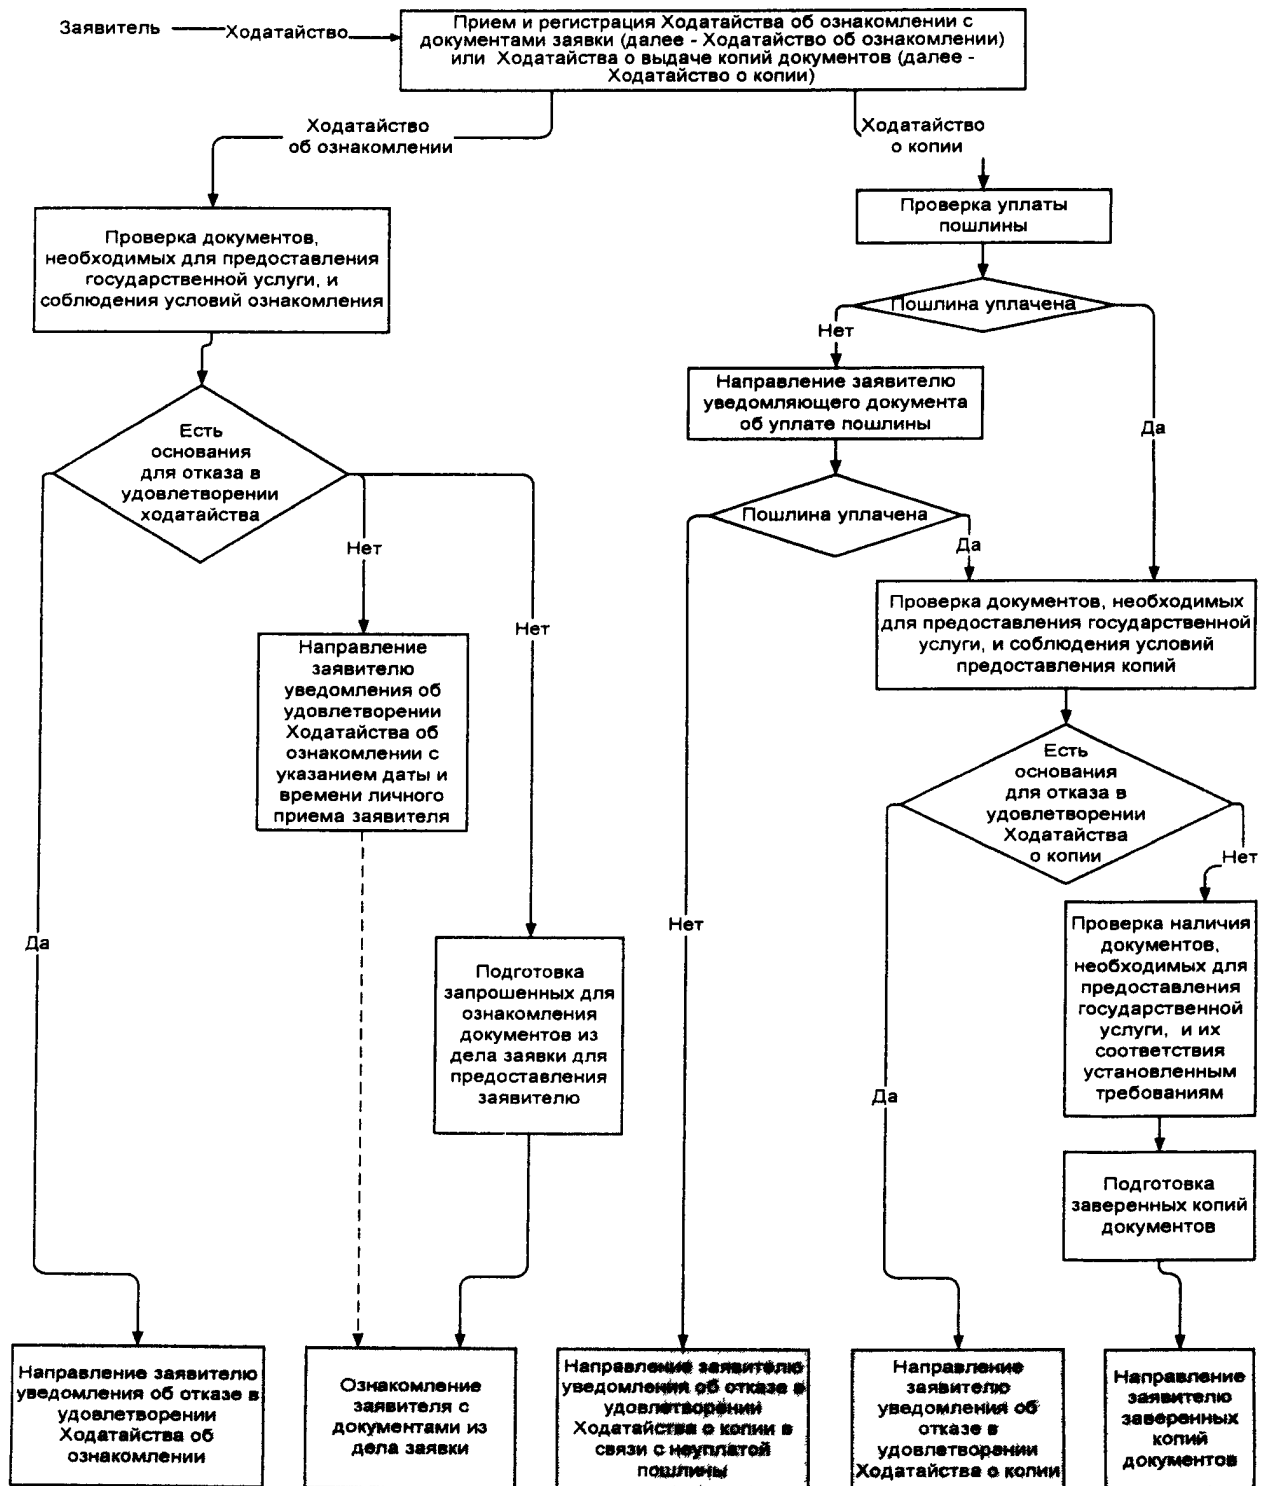 Заявитель
Ходатайство
Прием и регистрация Ходатайства об ознакомлении с
документами заявки (далее - Ходатайство об ознакомлении)
или Ходатайства о выдаче копий документов (далее -
Ходатайство о копии)
Ходатайство
об ознакомлении
Ходатайство
о копии
Проверка документов,
необходимых для предоставления
государственной услуги, и
соблюдения условий ознакомления
Проверка уплаты
пошлины
Пошлина уплачена
Нет
Да
Направление заявителю
уведомляющего документа
об уплате пошлины
Есть
основания
для отказа в
удовлетворении
ходатайства
Пошлина уплачена
Нет
Да
Нет
Проверка документов, необходимых
для предоставления государственной
услуги, и соблюдения условий
предоставления копий
Направление
заявителю
уведомления об
удовлетворении
Ходатайства об
ознакомлении с
указанием даты и
времени личного
приема заявителя
Есть
основания
для отказа в
удовлетворении
Ходатайства
о копии
Нет
Да
Нет
Проверка наличия
документов,
необходимых для
предоставления
государственной
услуги, и их
соответствия
установленным
требованиям
Подготовка
запрошенных для
ознакомления
документов из
дела заявки для
предоставления
заявителю
Да
Подготовка
заверенных копий
документов
Направление заявителю
уведомления об отказе в
удовлетворении
Ходатайства об
ознакомлении
Ознакомление
заявителя с
документами из
дела заявки
Направление заявителю
уведомления об отказе в
удовлетворении
Ходатайства о копии в
связи с неуплатой
пошлины
Направление
заявителю
уведомления об
отказе в
удовлетворении
Ходатайства о копии
Направление
заявителю
заверенных
копий
документов